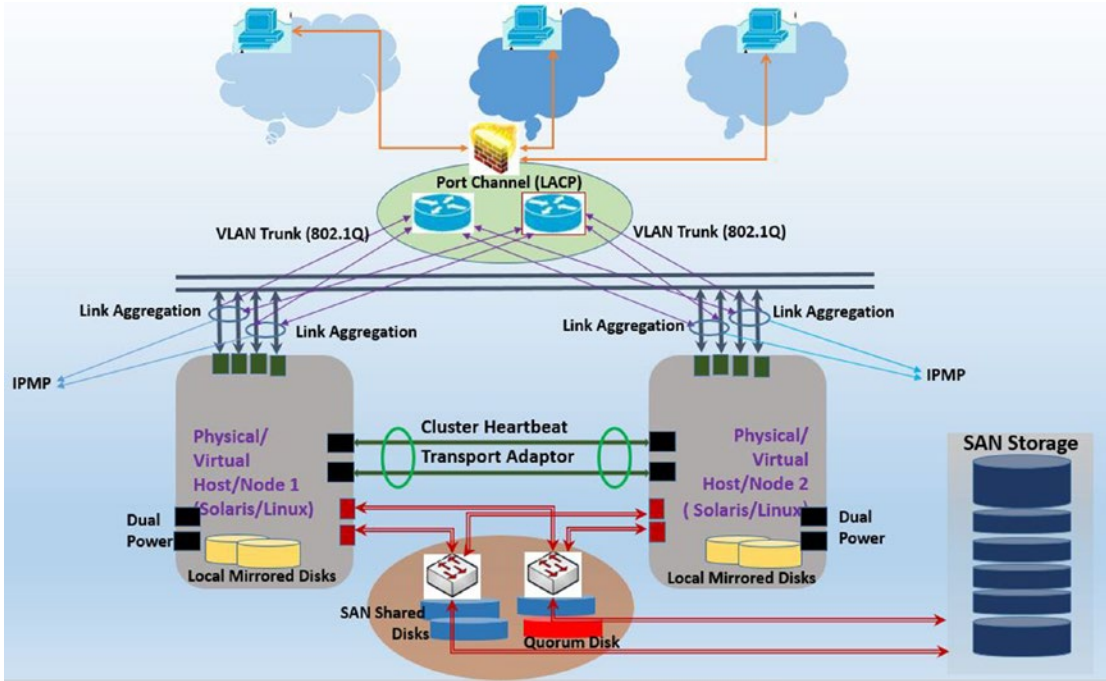 Port Channel (LACP)
VLAN Trunk (802.1Q)
VLAN Trunk (802.1Q)
Link Aggregation
Link Aggregation
Link Aggregation
Link Aggregation
IPMP
IPMP
Physical/
Virtual
Host/Node 1
(Solaris/Linux)
Cluster Heartbeat
Transport Adaptor
Physical/
Virtual
Host/Node 2
( Solaris/Linux)
SAN Storage
Dual
Power
Local Mirrored Disks
Dual
Power
Local Mirrored Disks
SAN Shared
Disks
Quorum Disk